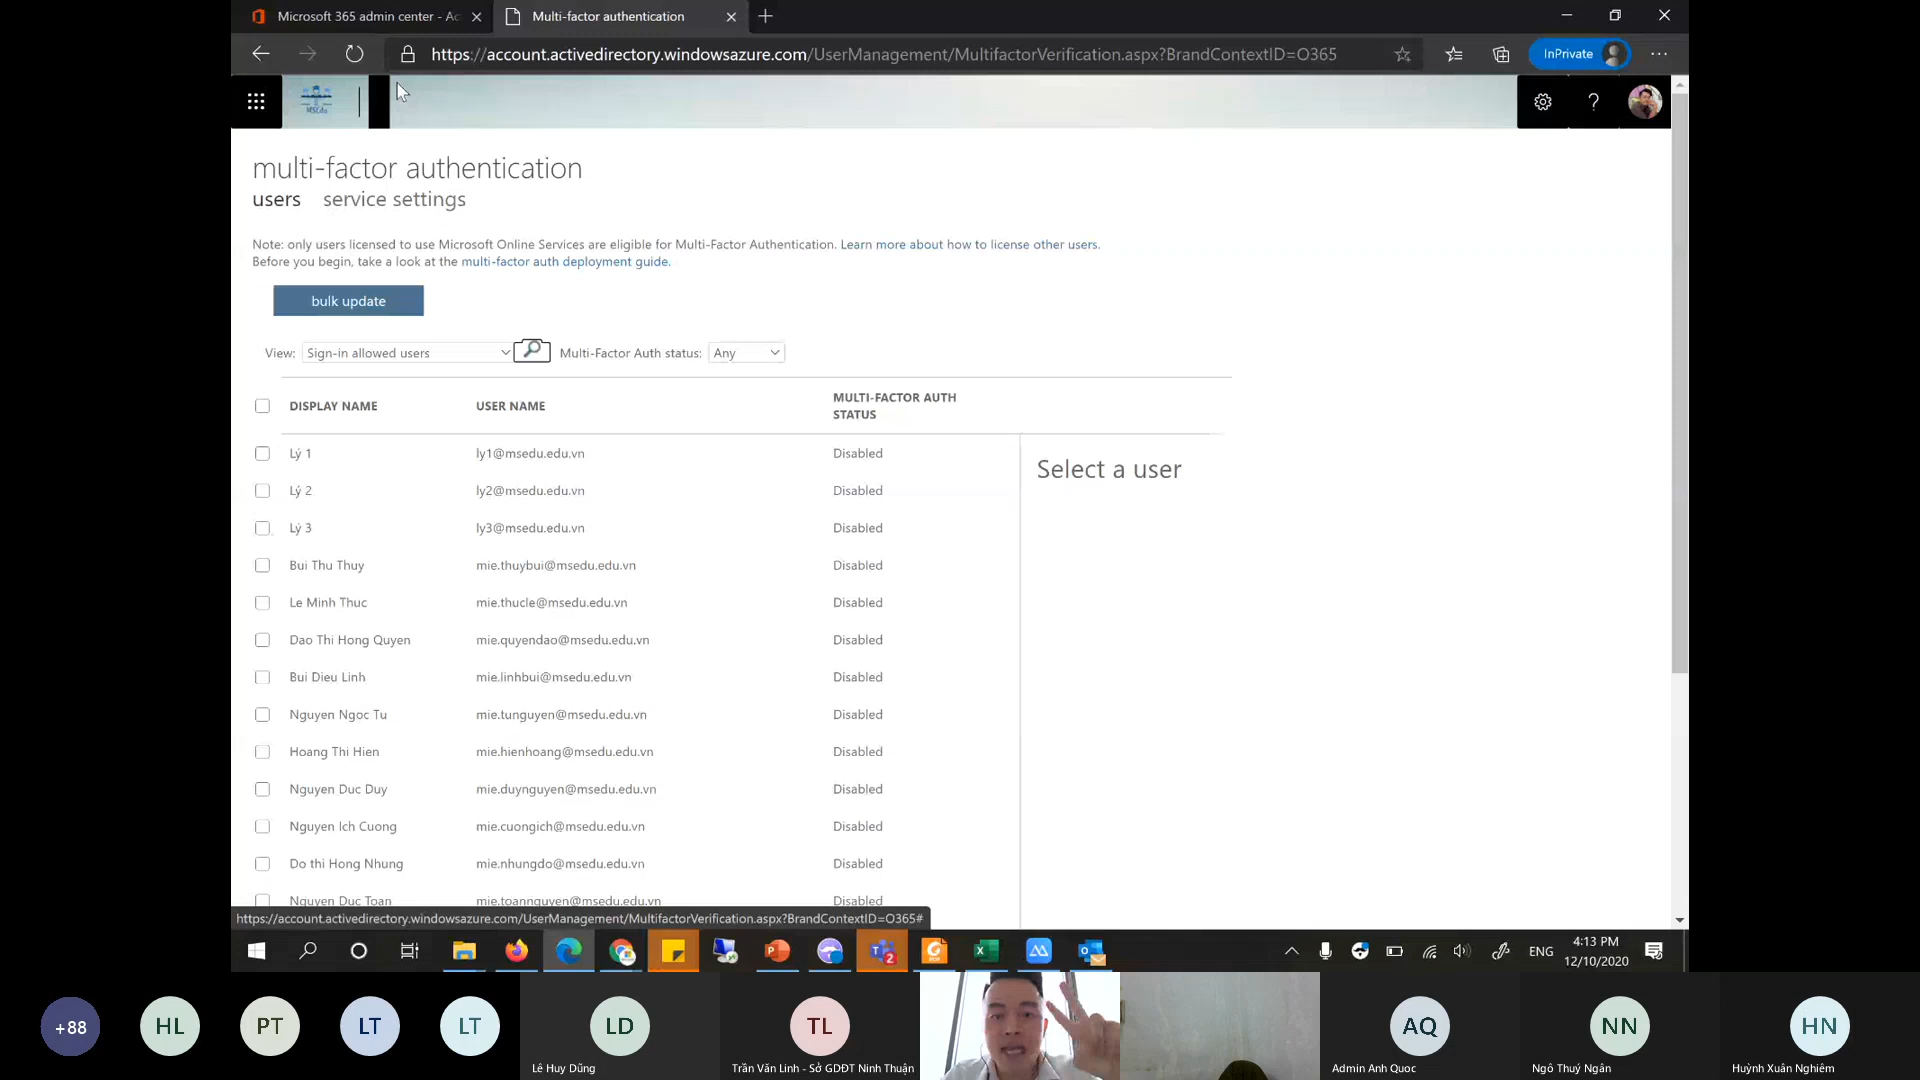 Microsoft 365 admin center - Ac
Multi-factor authentication
https://account.activedirectory.windowsazure.com/UserManagement/MultifactorVerification.aspx?BrandContextID=O365
InPrivate
MSEdu
multi-factor authentication
users service settings
Note: only users licensed to use Microsoft Online Services are eligible for Multi-Factor Authentication. Learn more about how to license other users.
Before you begin, take a look at the multi-factor auth deployment guide.
bulk update
View: Sign-in allowed users Multi-Factor Auth status: Any
DISPLAY NAME USER NAME MULTI-FACTOR AUTH
STATUS
Lý 1 ly1@msedu.edu.vn Disabled
Select a user
Lý 2 ly2@msedu.edu.vn Disabled
Lý 3 ly3@msedu.edu.vn Disabled
Bui Thu Thuy mie.thuybui@msedu.edu.vn Disabled
Le Minh Thuc mie.thucle@msedu.edu.vn Disabled
Dao Thi Hong Quyen mie.quyendao@msedu.edu.vn Disabled
Bui Dieu Linh mie.linhbui@msedu.edu.vn Disabled
Nguyen Ngoc Tu mie.tunguyen@msedu.edu.vn Disabled
Hoang Thi Hien mie.hienhoang@msedu.edu.vn Disabled
Nguyen Duc Duy mie.duynguyen@msedu.edu.vn Disabled
Nguyen Ich Cuong mie.cuongich@msedu.edu.vn Disabled
Do thi Hong Nhung mie.nhungdo@msedu.edu.vn Disabled
Nguyen Duc Toan mie.toannguyen@msedu.edu.vn Disabled
https://account.activedirectory.windowsazure.com/UserManagement/MultifactorVerification.aspx?BrandContextID=O365#
2
ENG
4:13 PM
12/10/2020
+88 HL PT LT LT LD TL AQ NN HN
Lê Huy Dũng Trần Văn Linh - Sở GDĐT Ninh Thuận Admin Anh Quoc Ngô Thuý Ngân Huỳnh Xuân Nghiêm